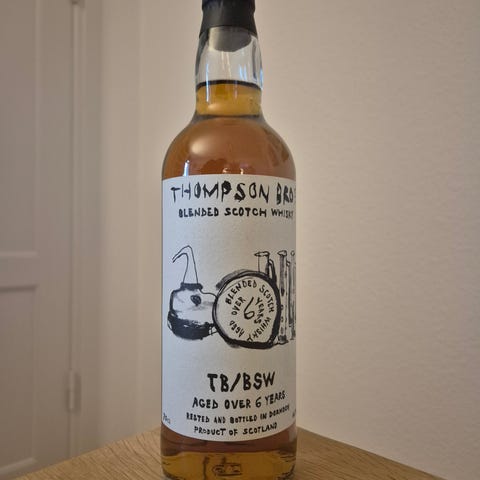 THOMPSON BROS
BLENDED SCOTCH WHISKY
BLENDED SCOTCH WHISKY AGED OVER
6
YEARS
TB/BSW
AGED OVER 6 YEARS
RESTED AND BOTTLED IN DORNOCH
PRODUCT OF SCOTLAND